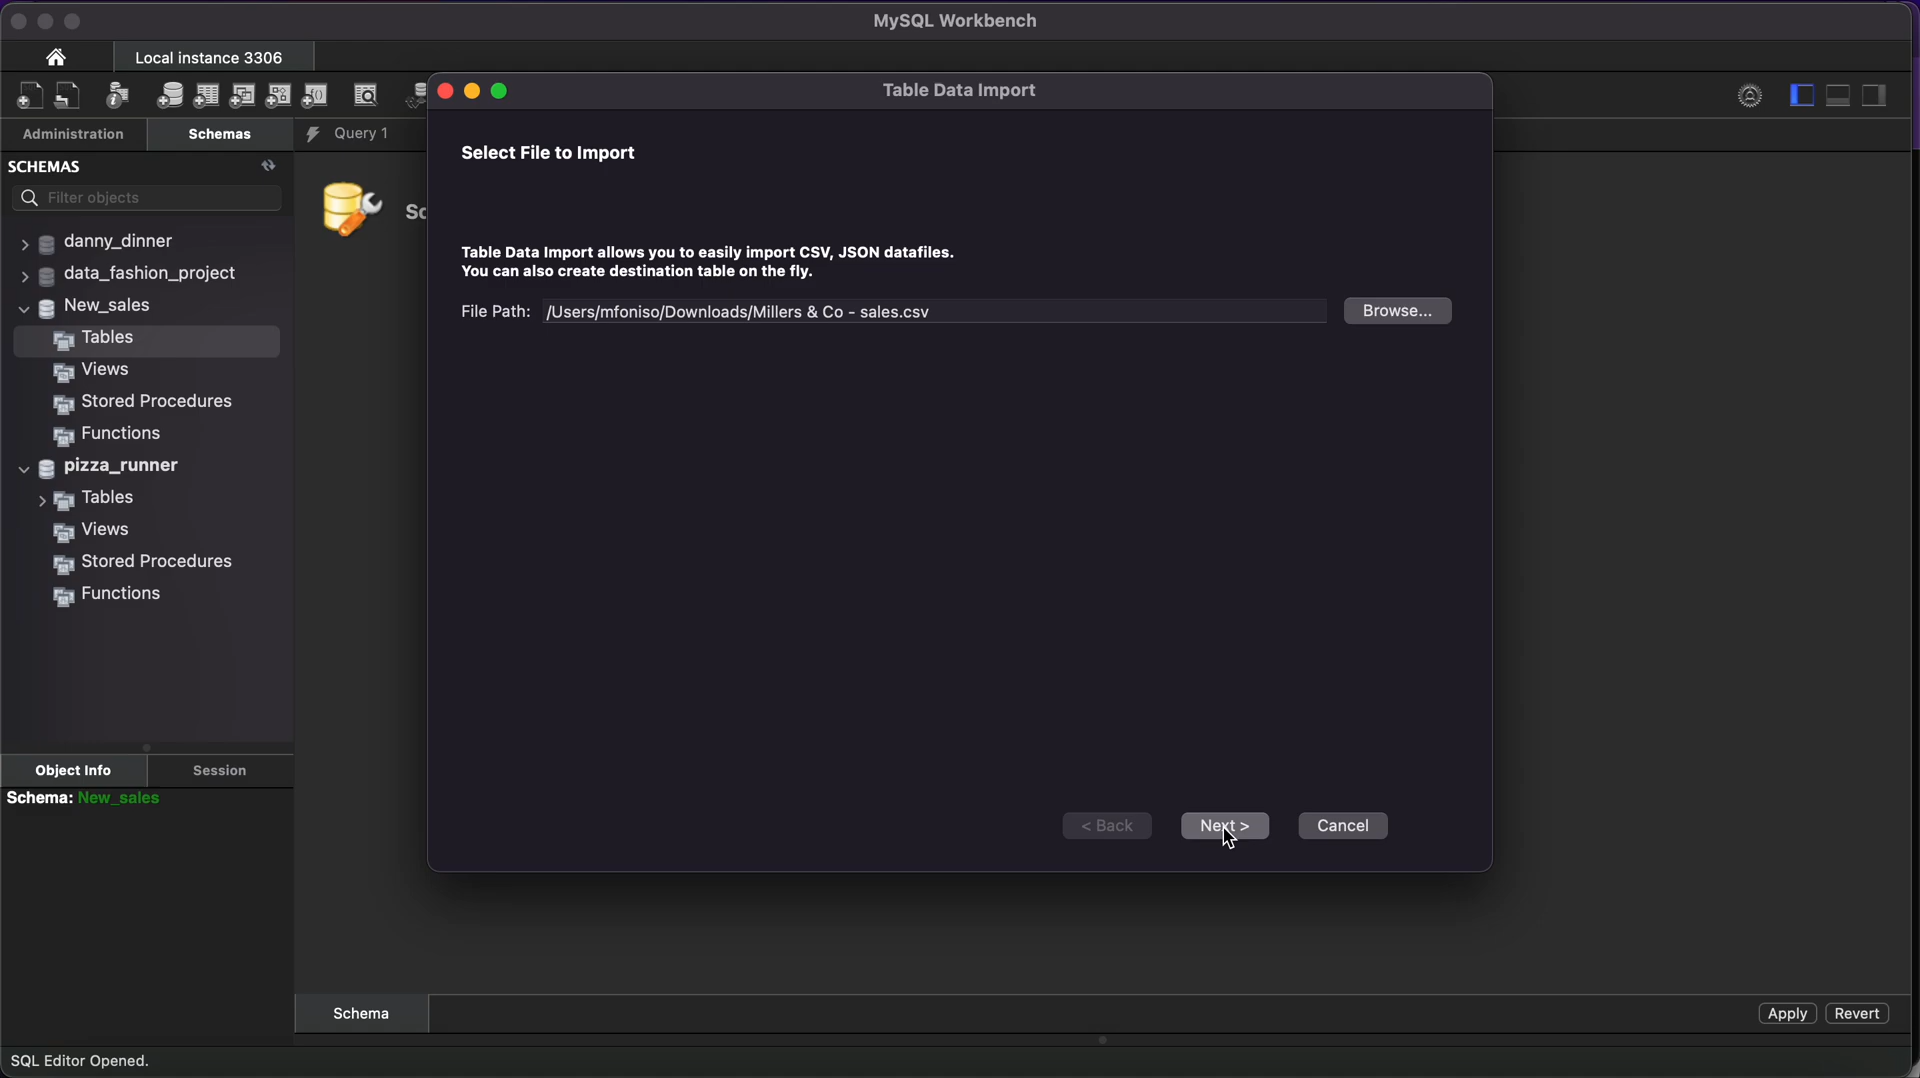 MySQL Workbench
Local instance 3306
Table Data Import
Administration
Schemas
Query 1
Select File to Import
SCHEMAS
Filter objects
Sc
danny_dinner
Table Data Import allows you to easily import CSV, JSON datafiles.
You can also create destination table on the fly.
data_fashion_project
New_sales
File Path: /Users/mfoniso/Downloads/Millers & Co - sales.csv Browse...
Tables
Views
Stored Procedures
Functions
pizza_runner
Tables
Views
Stored Procedures
Functions
Object Info
Session
Schema: New_sales
< Back
Next >
Cancel
Schema
Apply
Revert
SQL Editor Opened.